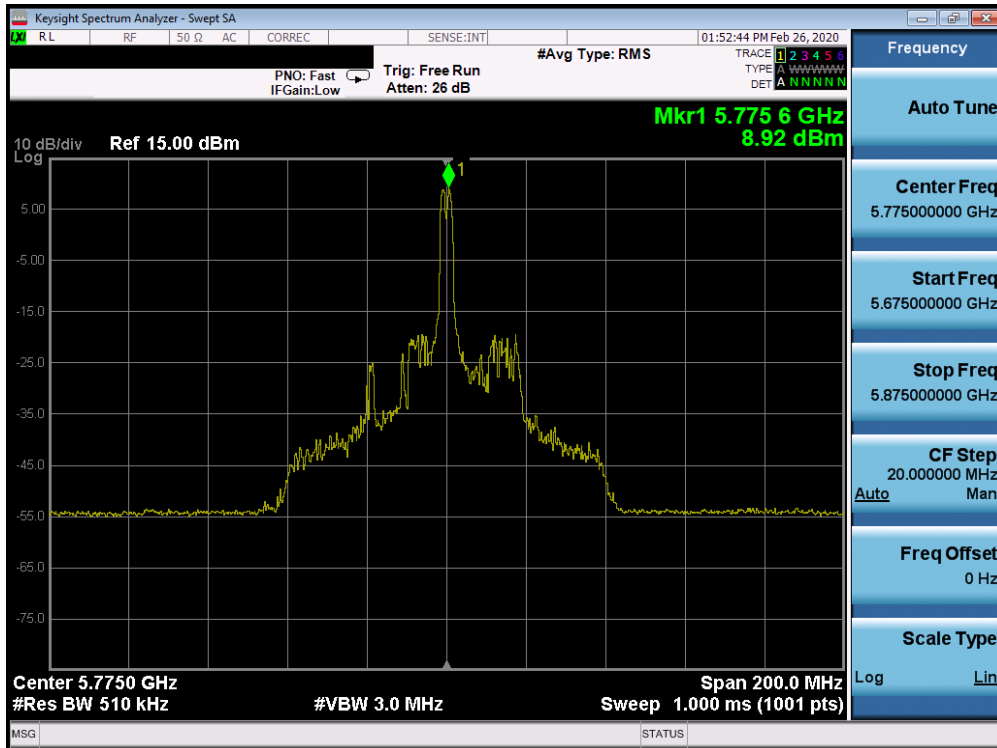 Keysight Spectrum Analyzer - Swept SA
LXI RL RF 50 Ω AC CORREC SENSE:INT 01:52:44 PM Feb 26, 2020
#Avg Type: RMS TRACE 1 2 3 4 5 6
PNO: Fast Trig: Free Run TYPE A WWWWW
IFGain:Low Atten: 26 dB DET A N N N N N
Mkr1 5.775 6 GHz
10 dB/div Ref 15.00 dBm 8.92 dBm
Log
1
5.00
-5.00
-15.0
-25.0
-35.0
-45.0
-55.0
-65.0
-75.0
Center 5.7750 GHz Span 200.0 MHz
#Res BW 510 kHz #VBW 3.0 MHz Sweep 1.000 ms (1001 pts)
MSG STATUS
Frequency
Auto Tune
Center Freq
5.775000000 GHz
Start Freq
5.675000000 GHz
Stop Freq
5.875000000 GHz
CF Step
20.000000 MHz
Auto Man
Freq Offset
0 Hz
Scale Type
Log Lin